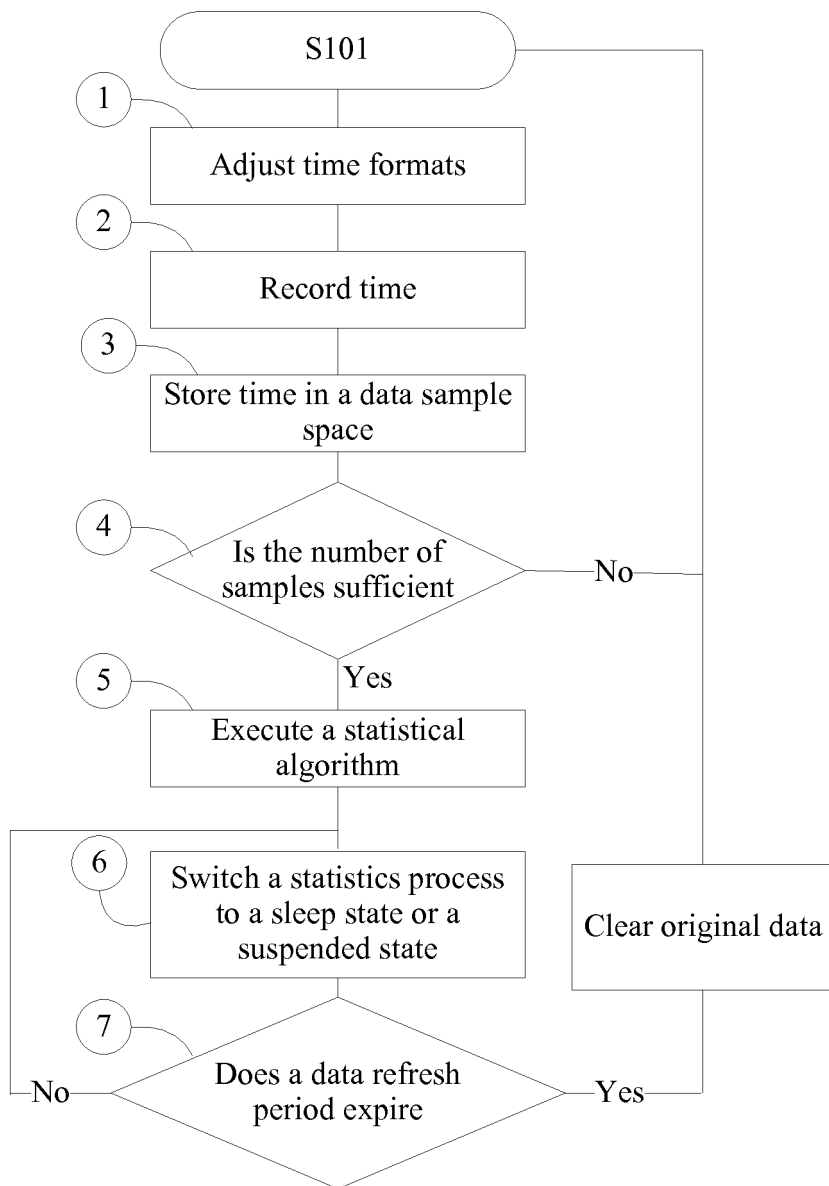 S101
1
Adjust time formats
2
Record time
3
Store time in a data sample
space
4
Is the number of
samples sufficient
No
Yes
5
Execute a statistical
algorithm
6
Switch a statistics process
to a sleep state or a
suspended state
Clear original data
7
Does a data refresh
period expire
No
Yes